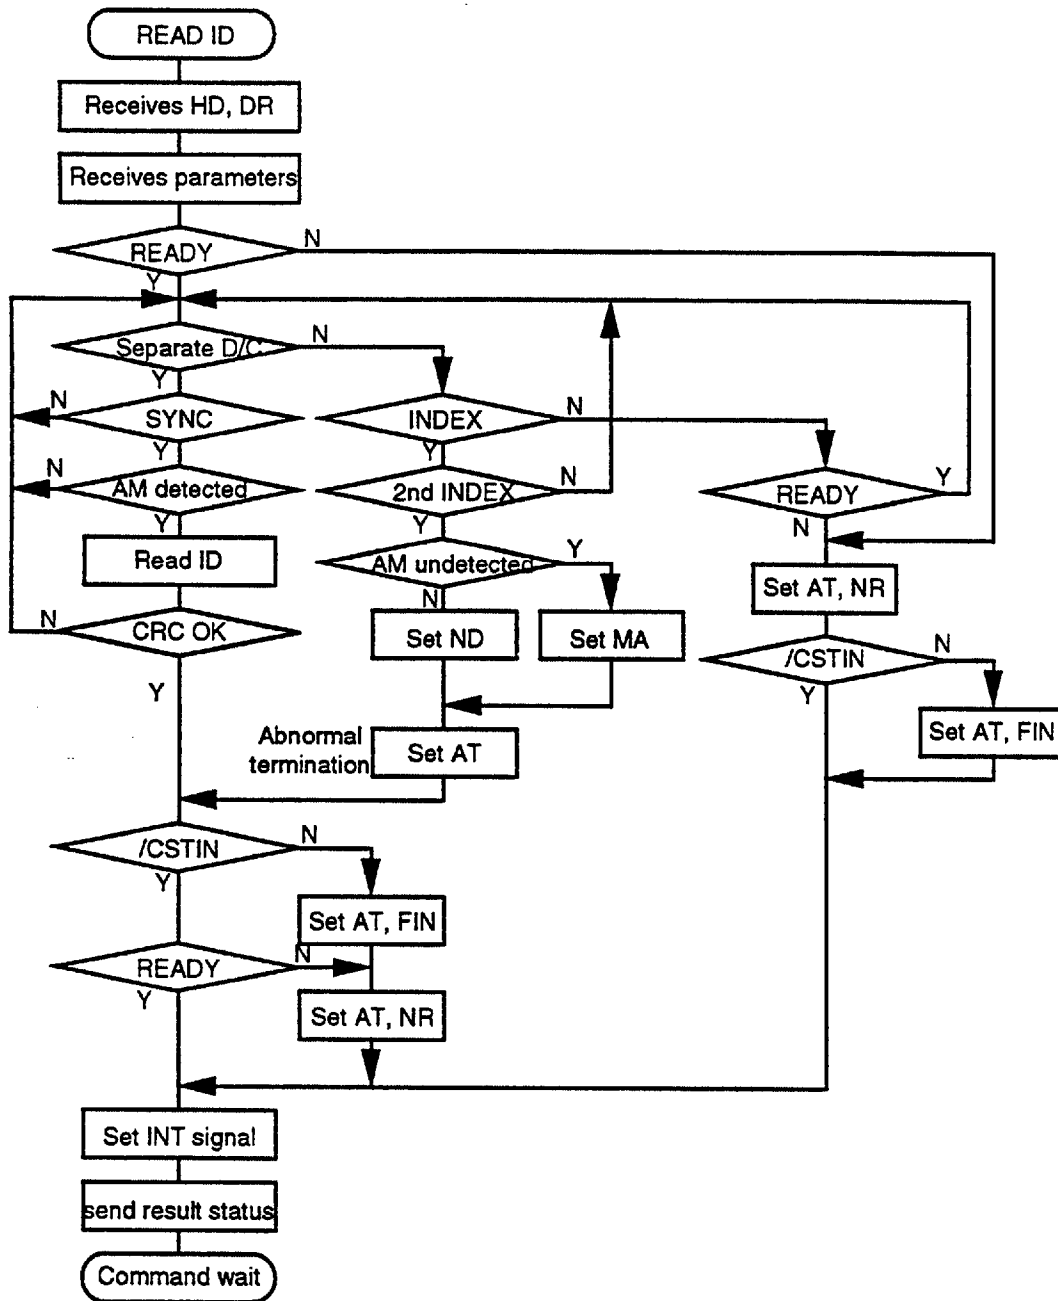 READ ID
Receives HD, DR
Receives parameters
READY
N
Y
Separate D/C
N
Y
SYNC
N
Y
INDEX
N
Y
AM detected
N
Y
2nd INDEX
N
Y
READY
Y
N
Read ID
AM undetected
Y
N
Set AT, NR
CRC OK
N
Y
Set ND
Set MA
/CSTIN
N
Y
Set AT, FIN
Abnormal
termination
Set AT
/CSTIN
N
Y
Set AT, FIN
READY
N
Y
Set AT, NR
Set INT signal
send result status
Command wait